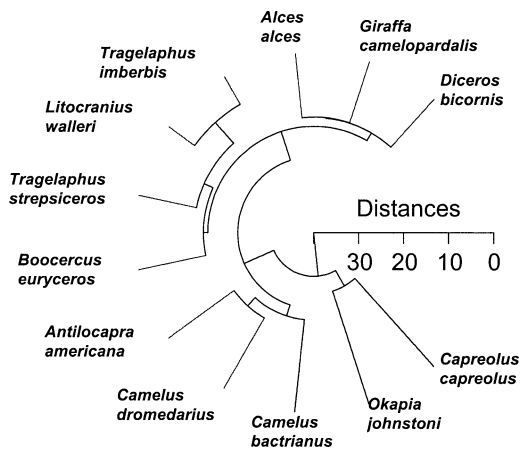 Alces
alces
Giraffa
camelopardalis
Tragelaphus
imberbis
Diceros
bicornis
Litocranius
walleri
Tragelaphus
strepsiceros
Distances
30 20 10 0
Boocercus
euryceros
Antilocapra
americana
Capreolus
capreolus
Camelus
dromedarius
Okapia
johnstoni
Camelus
bactrianus